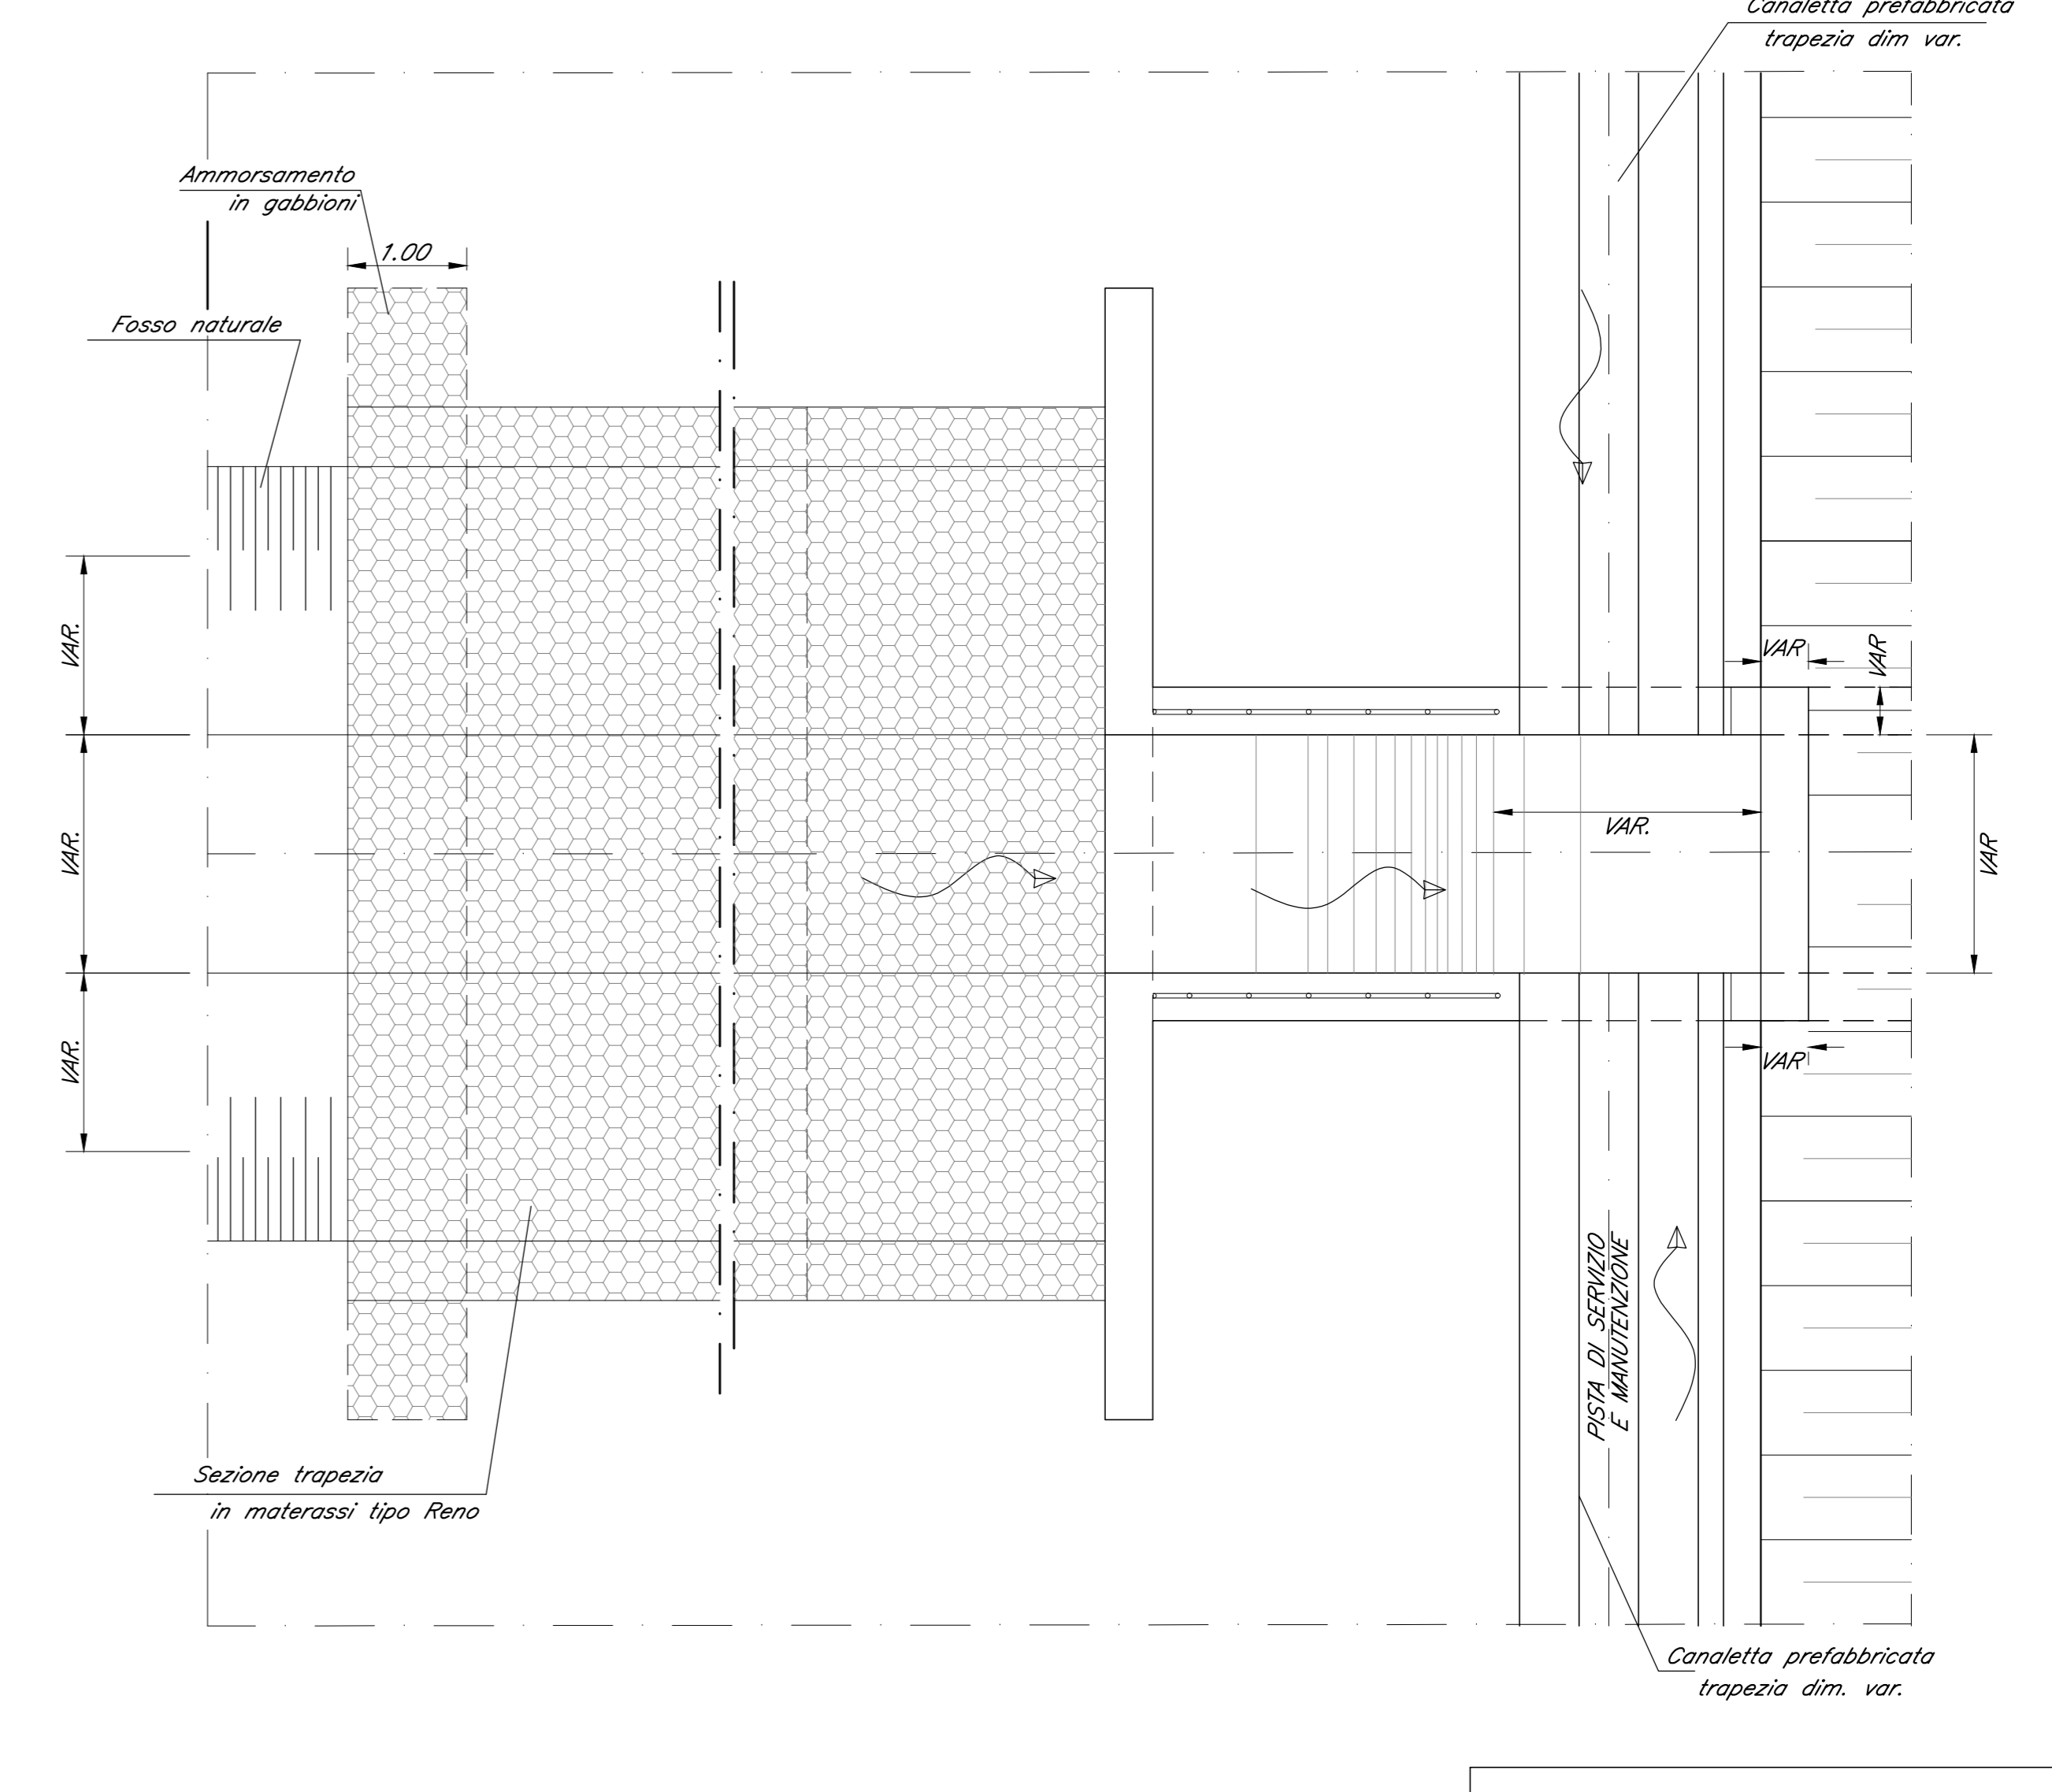 Canaletta prefabbricata
trapezia dim var.
Ammorsamento
in gabbioni
1.00
Fosso naturale
VAR.
VAR.
VAR.
VAR
VAR
VAR.
VAR
VAR
PISTA DI SERVIZIO
E MANUTENZIONE
Sezione trapezia
in materassi tipo Reno
Canaletta prefabbricata
trapezia dim. var.